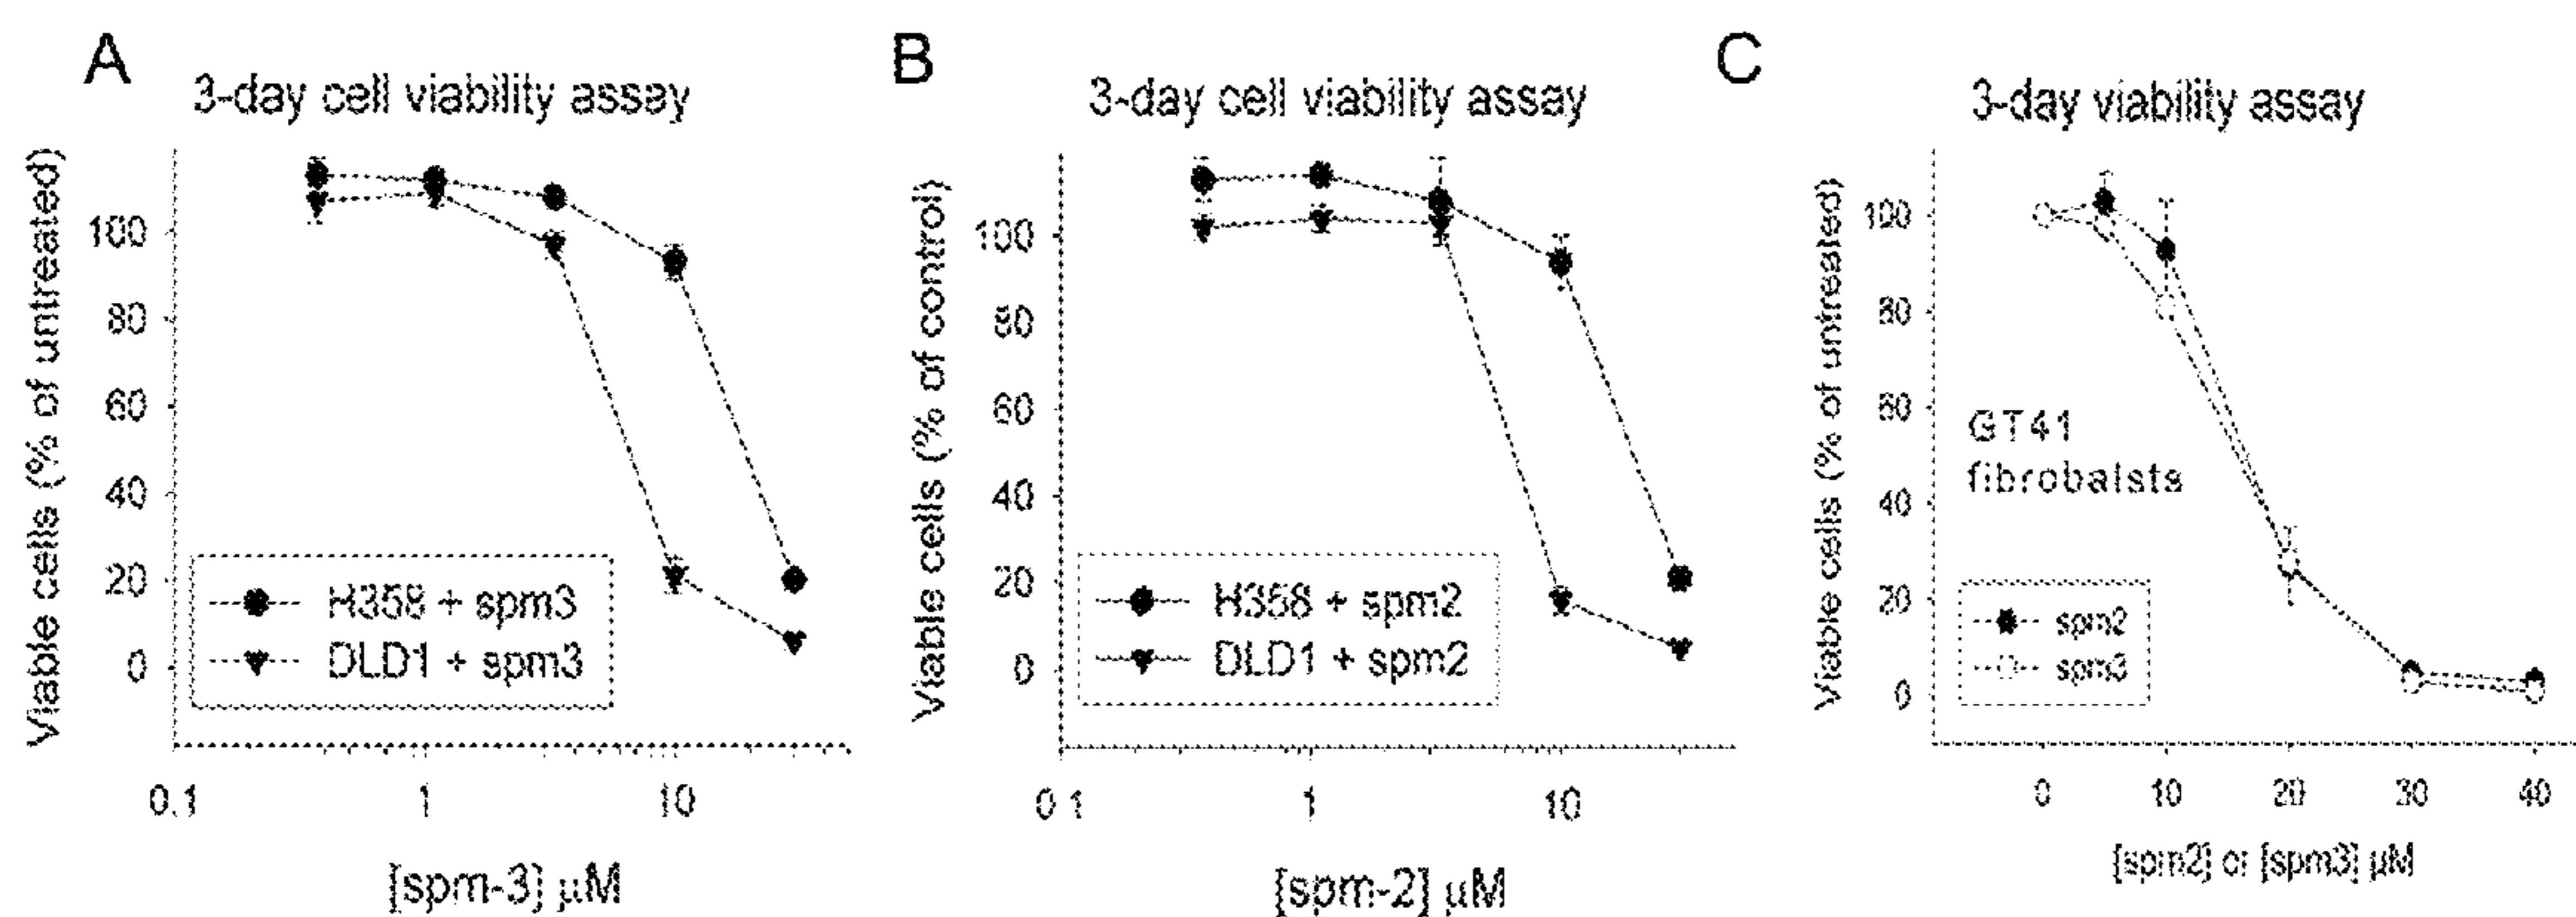 A
3-day cell viability assay
Viable cells (% of untreated)
100
80
60
40
20
0
H358 + spm3
DLD1 + spm3
0.1
1
10
[spm-3] µM
B
3-day cell viability assay
Viable cells (% of control)
100
80
60
40
20
0
H358 + spm2
DLD1 + spm2
0.1
1
10
[spm-2] µM
C
3-day viability assay
Viable cells (% of untreated)
100
80
60
40
20
0
GT41
fibrobalsts
spm2
spm3
0
10
20
30
40
[spm2] or [spm3] µM